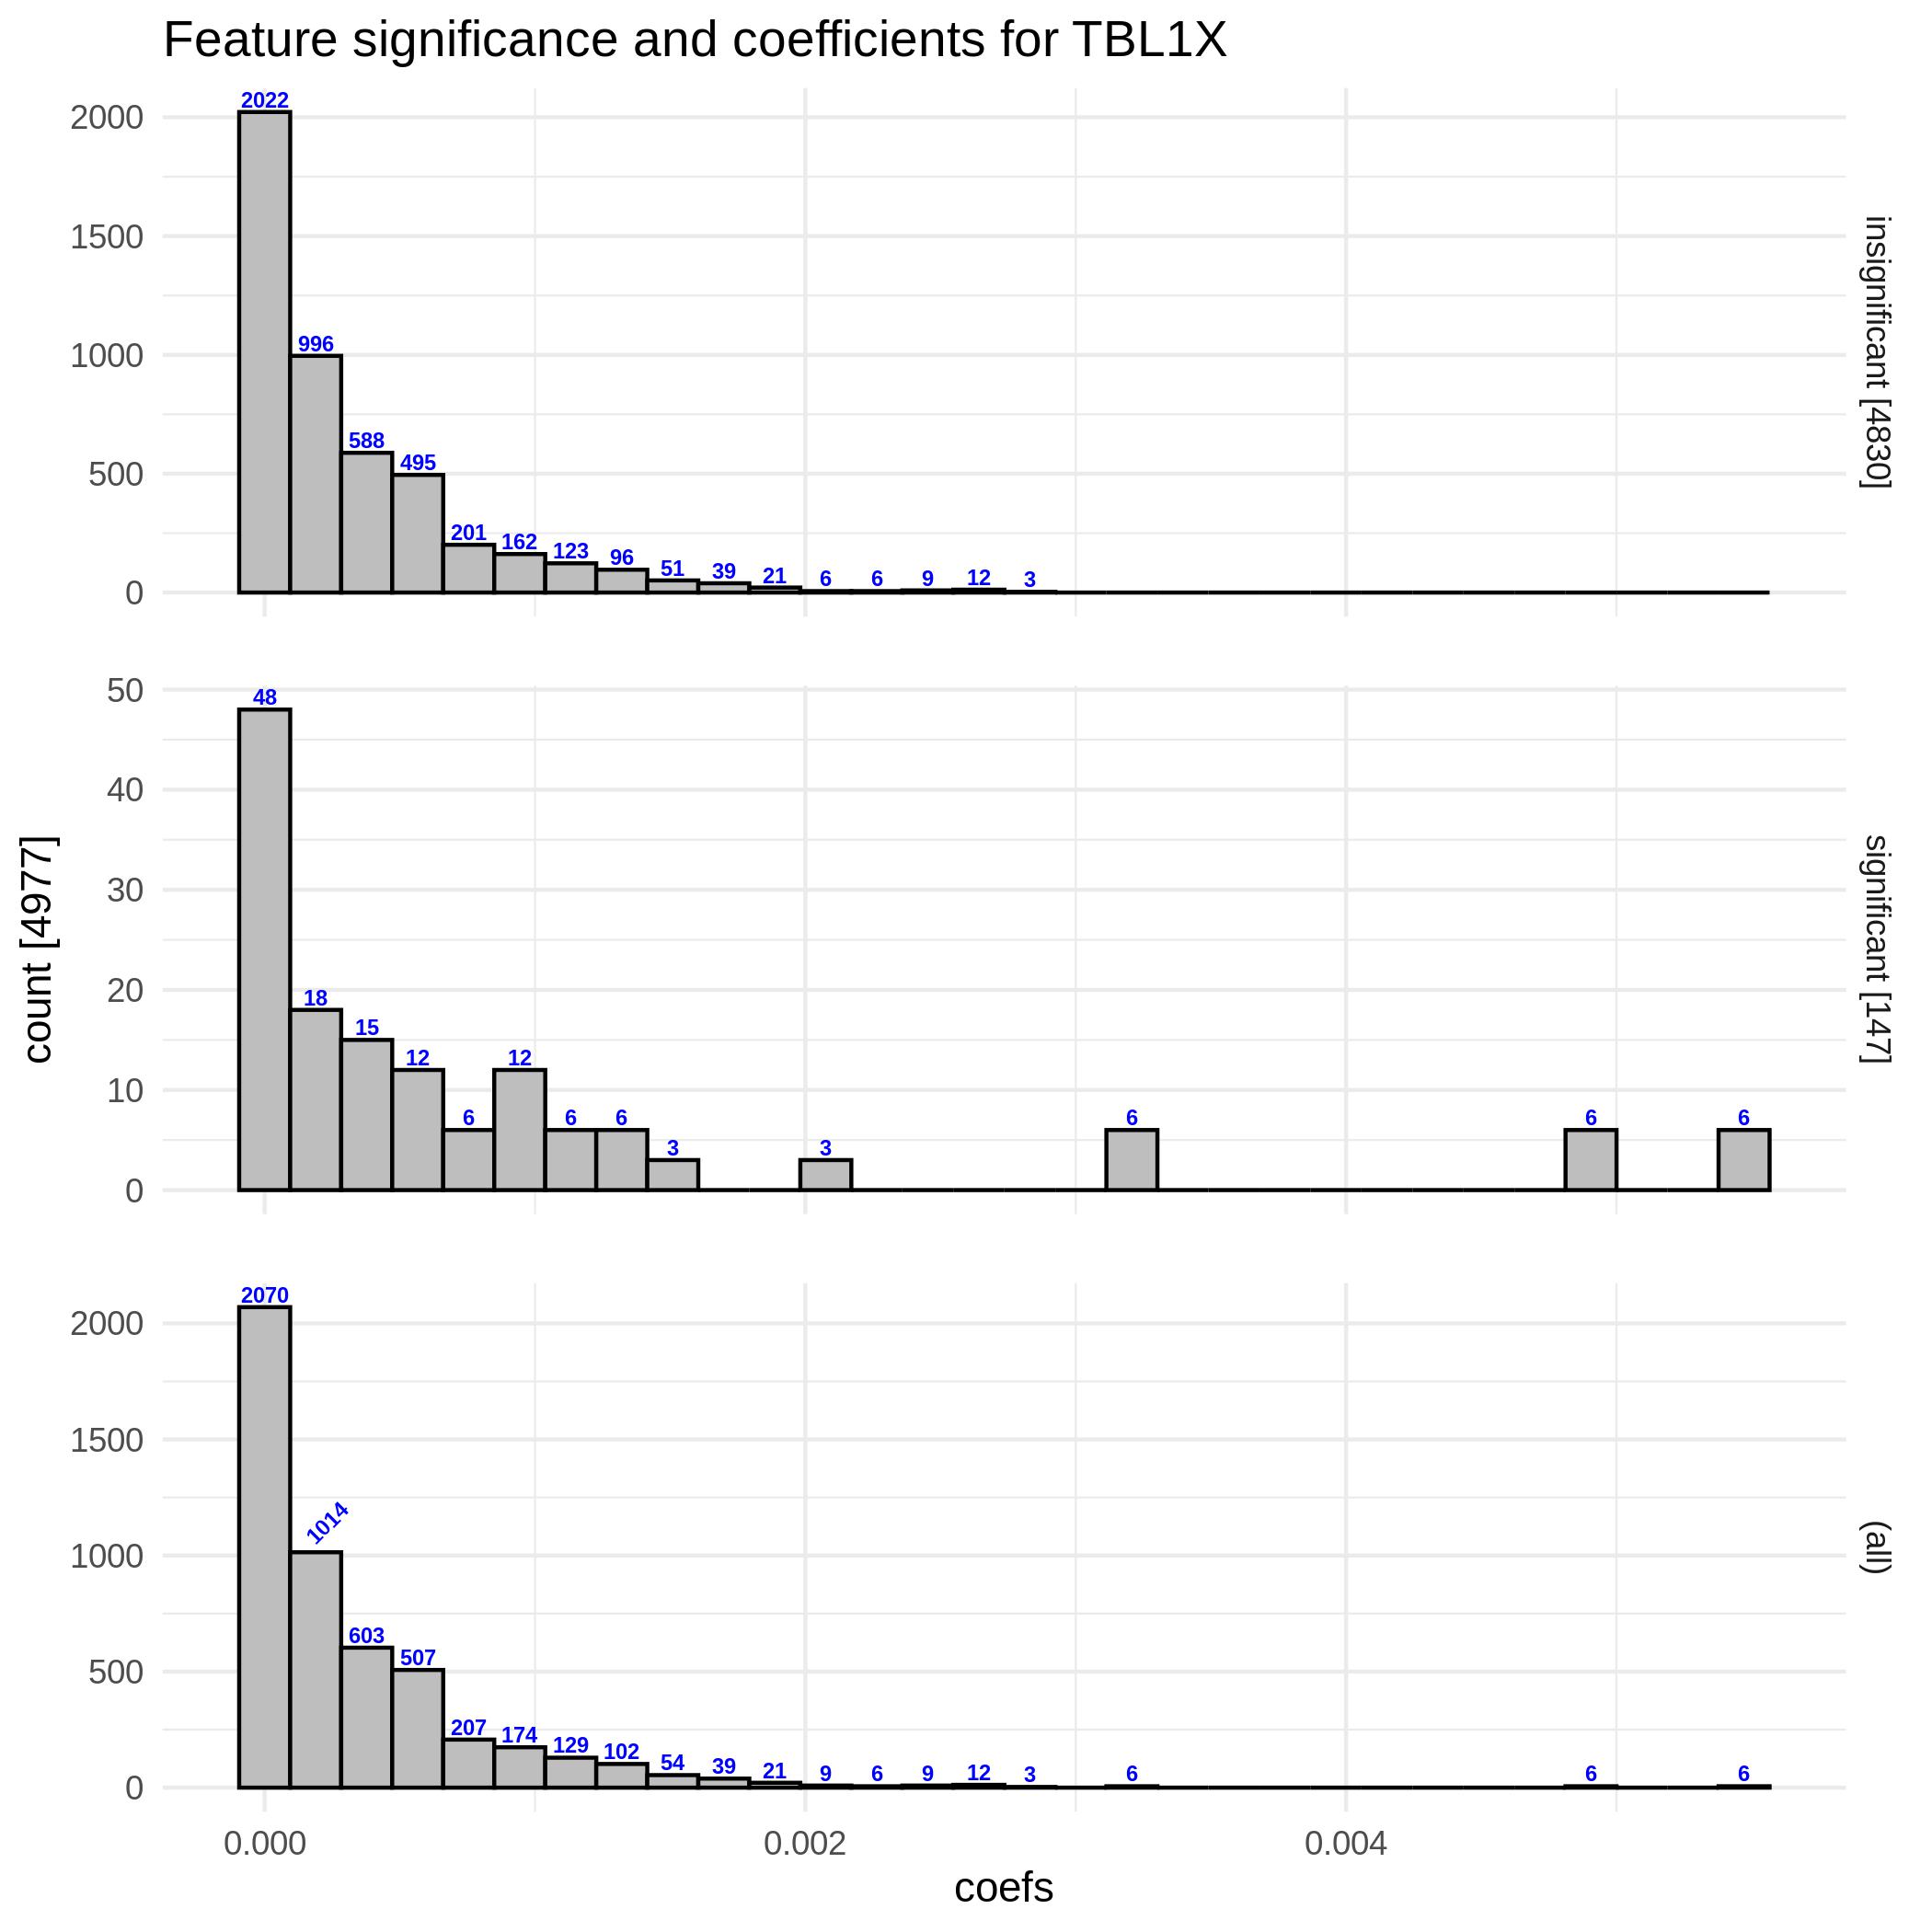 Feature significance and coefficients for TBL1X
2022
2000
1500
996
1000
588
495
500
201 162 123 96 51 39 21 6 6 9 12 3
0
insignificant [4830]
50
48
40
30
20
18
15
12 12
10
6 6 6 3 3 6 6 6
0
significant [147]
count [4977]
2070
2000
1500
1014
1000
603
507
500
207 174 129 102 54 39 21 9 6 9 12 3 6 6 6
0
(all)
0.000 0.002 0.004
coefs